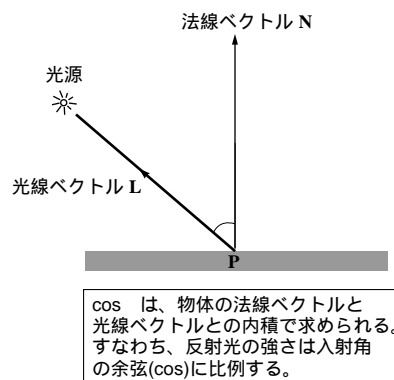 法線ベクトル N
光源
光線ベクトル L
P
cos　は、物体の法線ベクトルと
光線ベクトルとの内積で求められる。
すなわち、反射光の強さは入射角
の余弦(cos)に比例する。